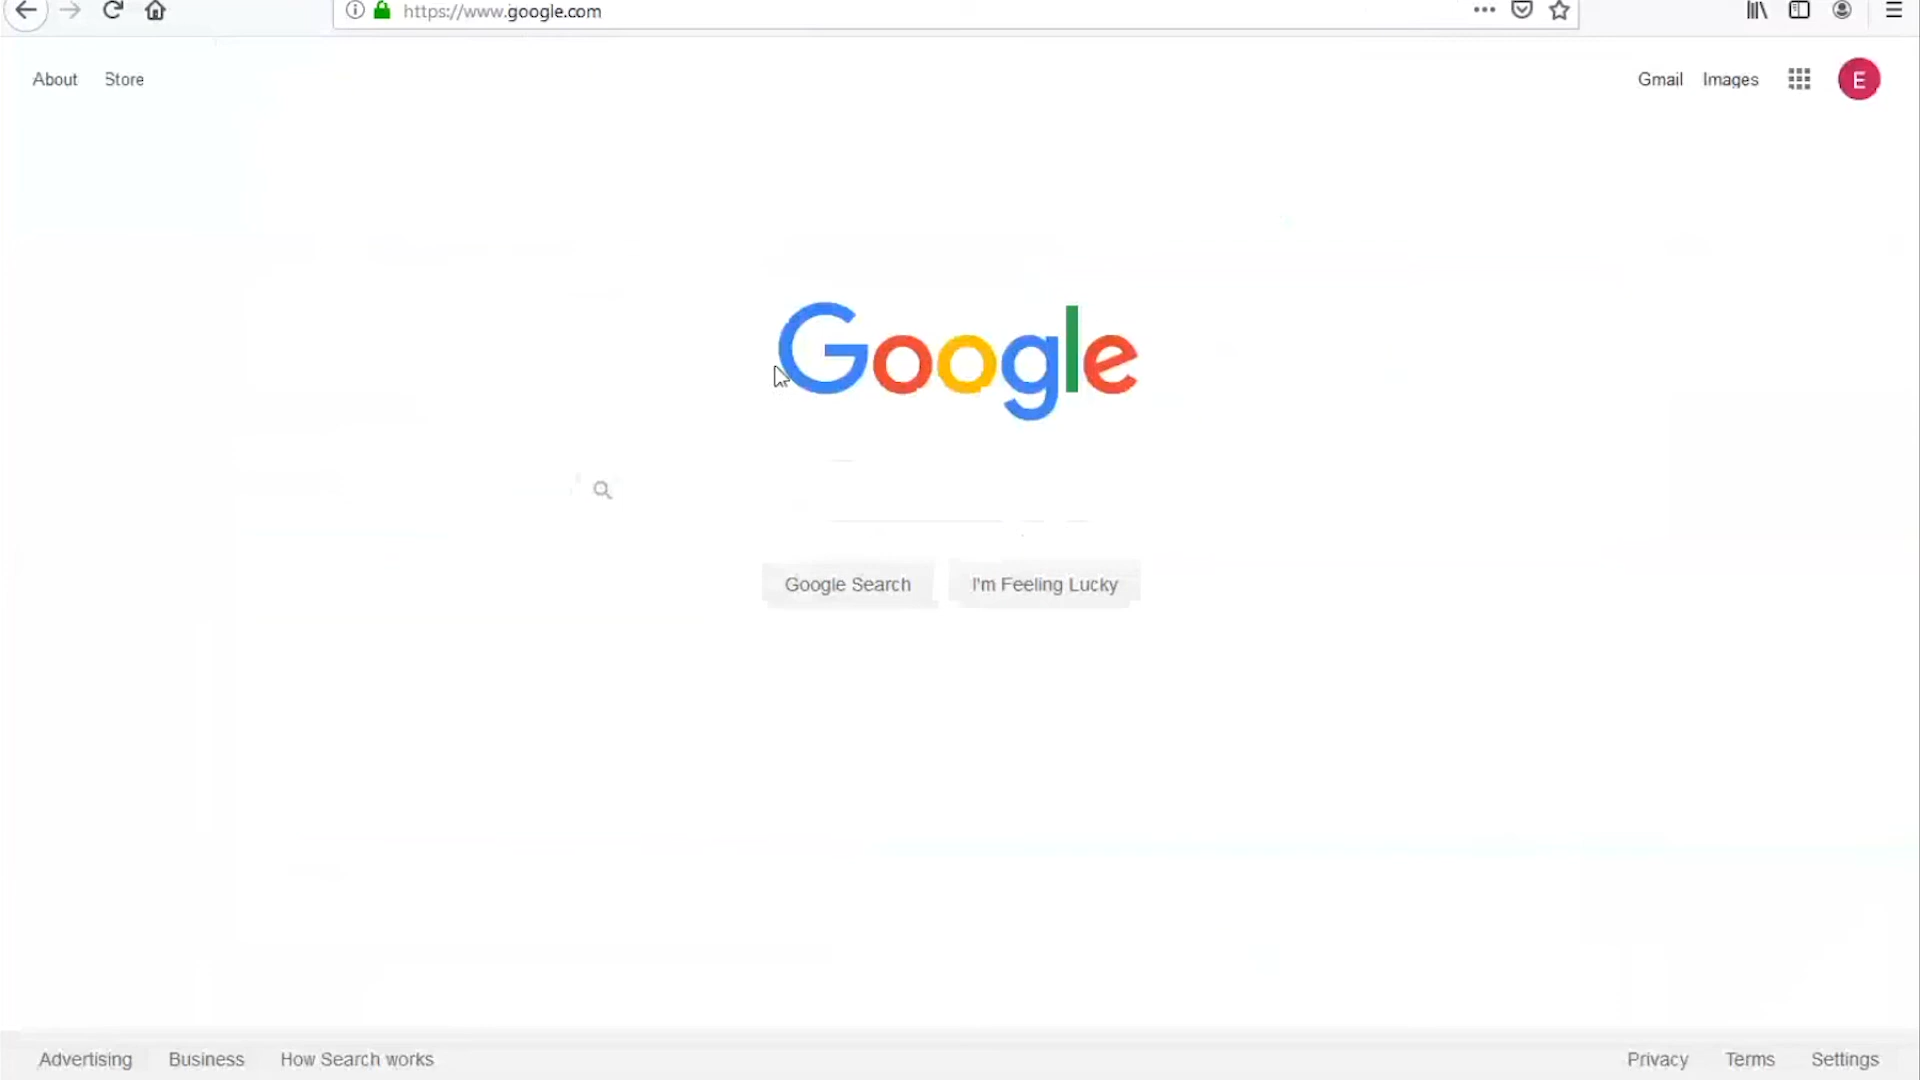 https://www.google.com
About Store Gmail Images E
Google
Google Search I'm Feeling Lucky
Advertising Business How Search works Privacy Terms Settings